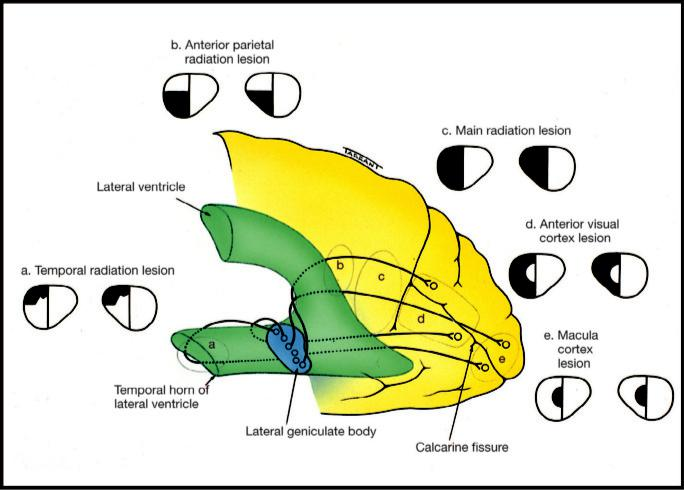 b. Anterior parietal
radiation lesion
TARRANT
c. Main radiation lesion
Lateral ventricle
d. Anterior visual
cortex lesion
a. Temporal radiation lesion
b
c
d
a
e
e. Macula
cortex
lesion
Temporal horn of
lateral ventricle
Lateral geniculate body
Calcarine fissure